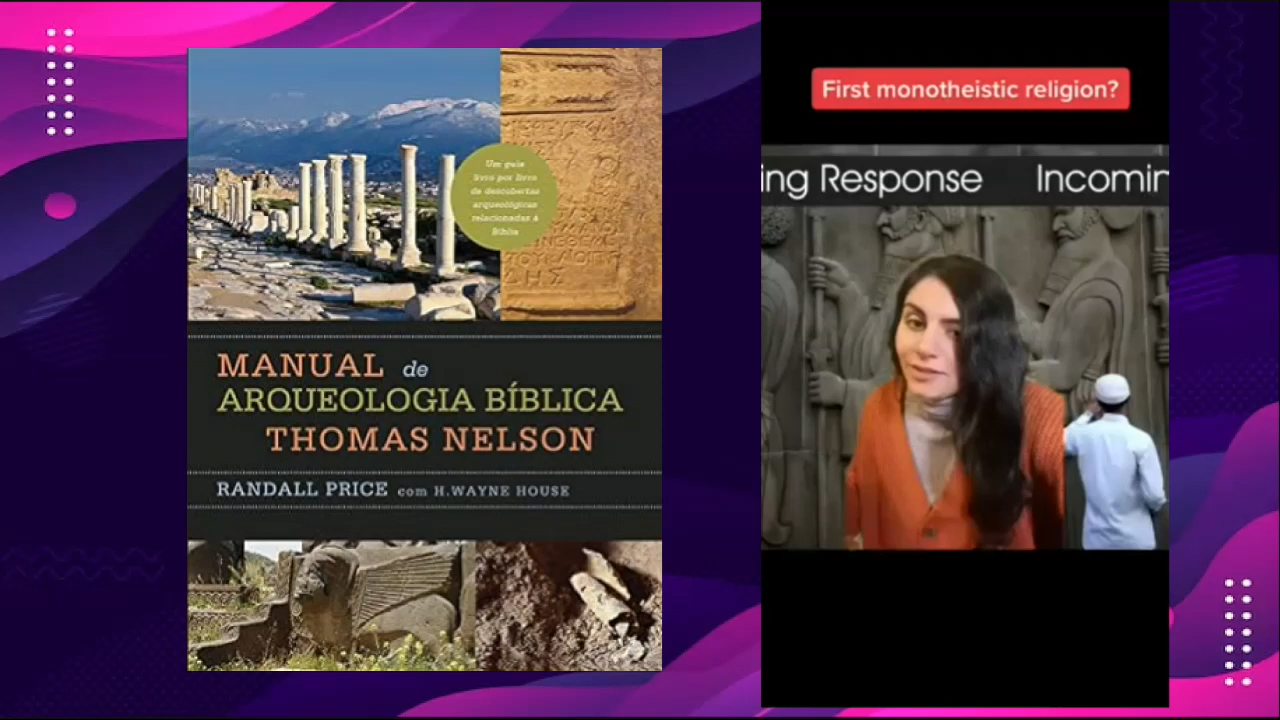 Um guia
livro por livro
de descobertas
arqueológicas
relacionadas à
Bíblia
MANUAL de
ARQUEOLOGIA BÍBLICA
THOMAS NELSON
RANDALL PRICE com H.WAYNE HOUSE
First monotheistic religion?
ing Response Incomin